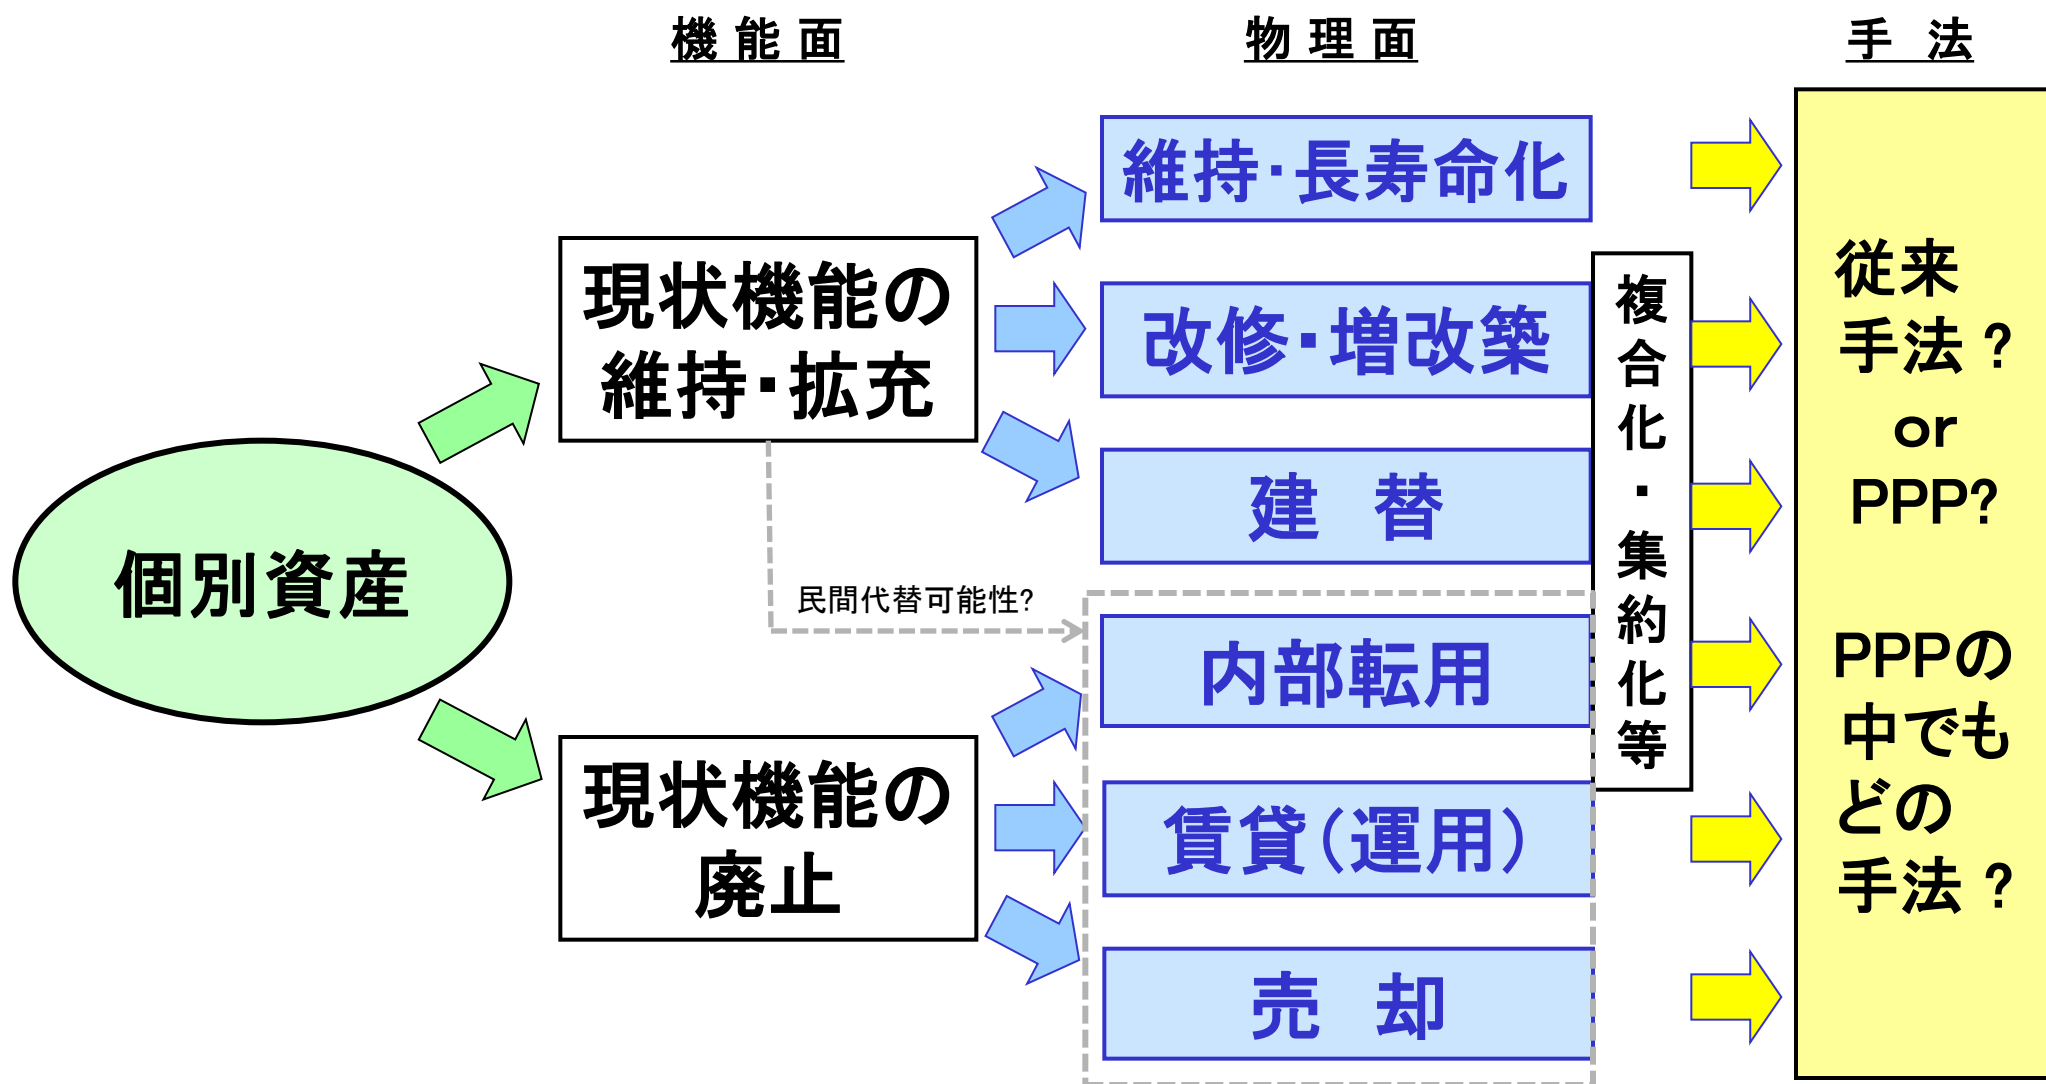 機能面
物理面
手　法
個別資産
現状機能の
維持・拡充
現状機能の
廃止
民間代替可能性?
維持・長寿命化
改修・増改築
建　替
内部転用
賃貸（運用）
売　却
複合化・集約化等
従来
手法？
or
PPP?
PPPの
中でも
どの
手法？